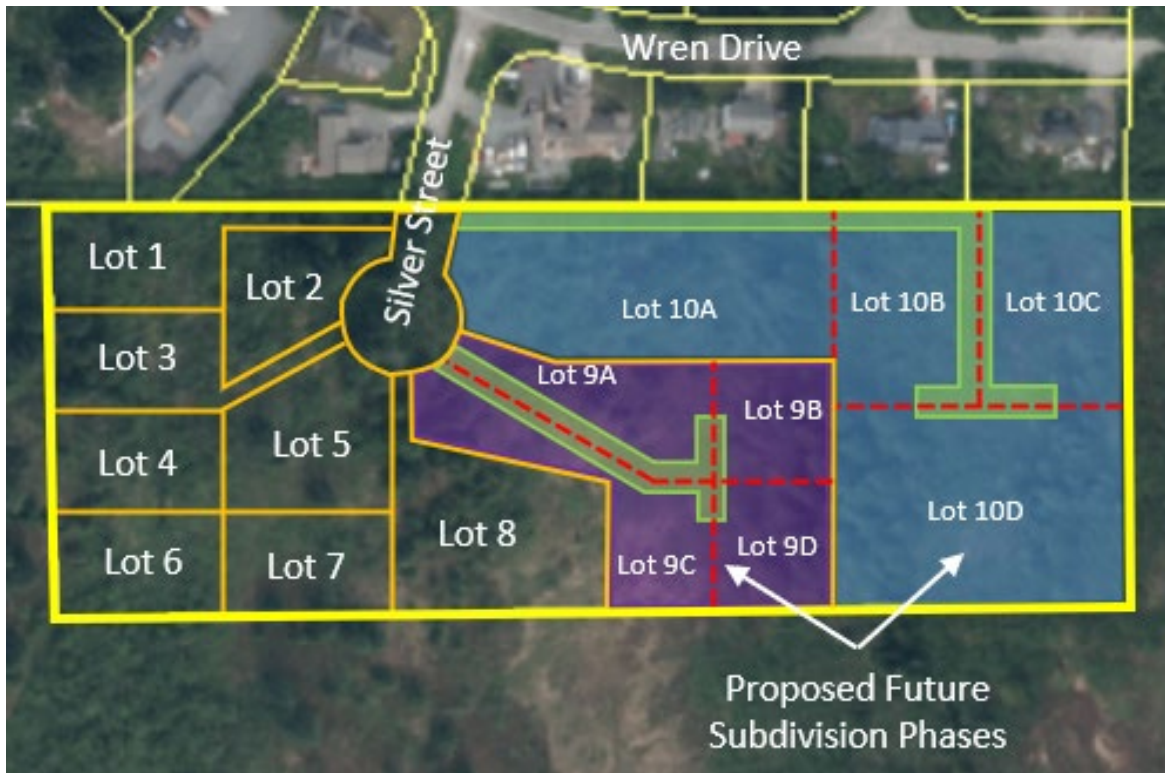 Wren Drive
Silver Street
Lot 1
Lot 2
Lot 3
Lot 4
Lot 5
Lot 6
Lot 7
Lot 8
Lot 9A
Lot 9B
Lot 9C
Lot 9D
Lot 10A
Lot 10B
Lot 10C
Lot 10D
Proposed Future
Subdivision Phases